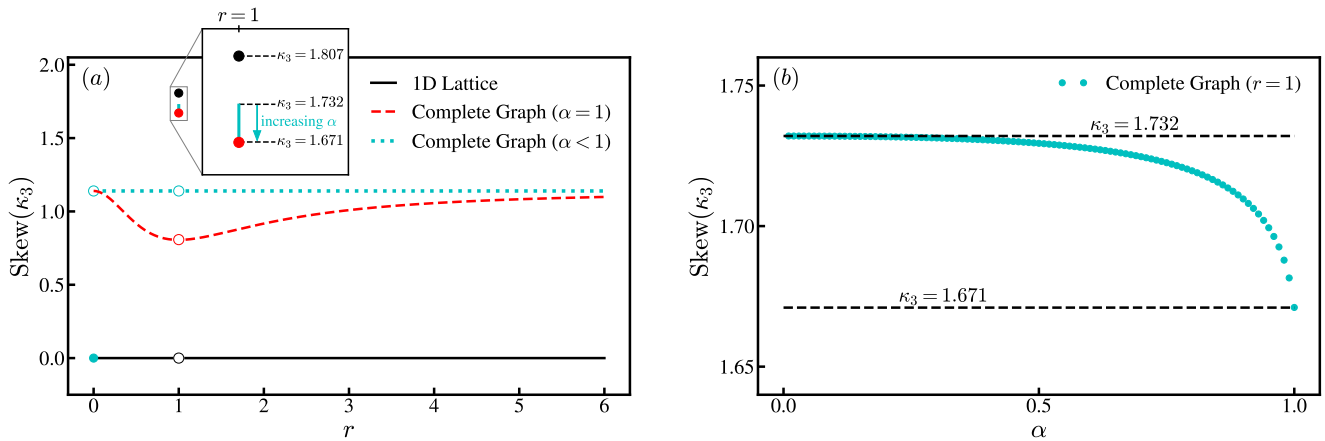 r = 1
κ₃ = 1.807
κ₃ = 1.732
increasing α
κ₃ = 1.671
(a)
1D Lattice
Complete Graph (α = 1)
Complete Graph (α < 1)
Skew(κ₃)
2.0
1.5
1.0
0.5
0.0
0 1 2 3 4 5 6
r
(b)
Complete Graph (r = 1)
κ₃ = 1.732
κ₃ = 1.671
Skew(κ₃)
1.75
1.70
1.65
0.0 0.5 1.0
α